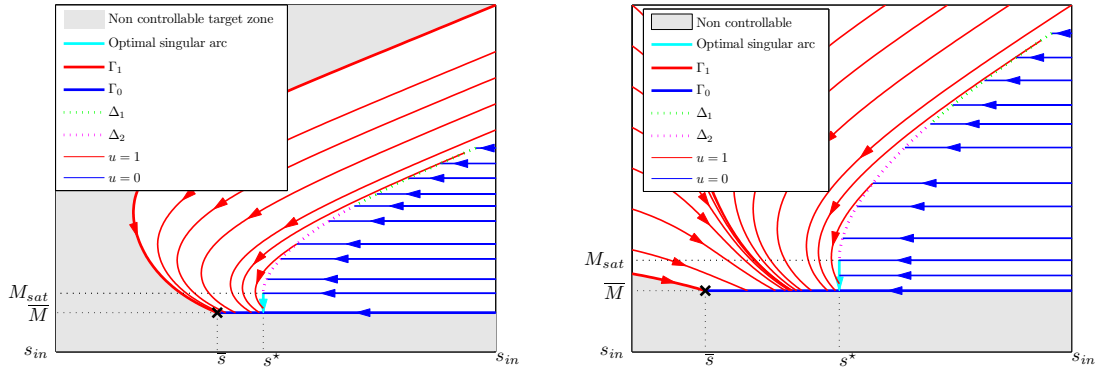 Non controllable target zone
Optimal singular arc
Γ₁
Γ₀
Δ₁
Δ₂
u = 1
u = 0
M_sat
M̅
s_in
s̅
s*
s_in
Non controllable
Optimal singular arc
Γ₁
Γ₀
Δ₁
Δ₂
u = 1
u = 0
M_sat
M̅
s_in
s̅
s*
s_in